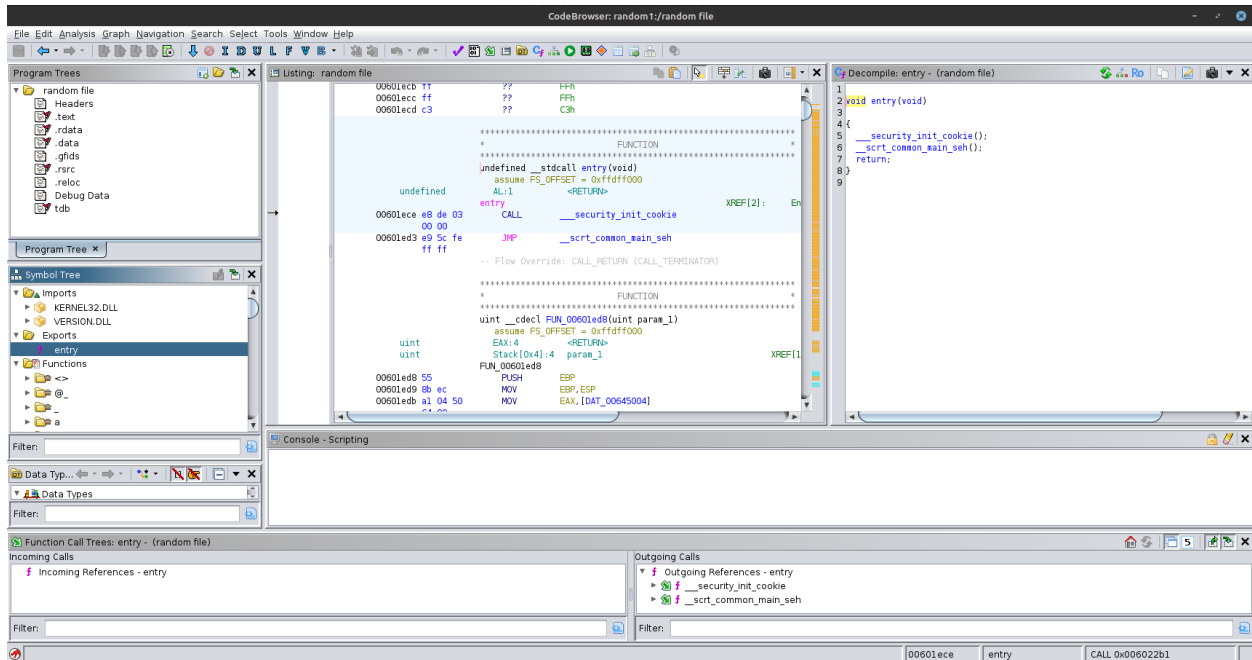 CodeBrowser: random1:/random file
File Edit Analysis Graph Navigation Search Select Tools Window Help
I D U L F V B
Program Trees
random file
Headers
.text
.rdata
.data
.gfids
.rsrc
.reloc
Debug Data
tdb
Program Tree ×
Symbol Tree
Imports
KERNEL32.DLL
VERSION.DLL
Exports
f entry
Functions
<>
@_
_
a
Filter:
Data Typ...
Data Types
Filter:
Listing: random file
00601ecb ff ?? FFh
00601ecc ff ?? FFh
00601ecd c3 ?? C3h
* FUNCTION *
undefined __stdcall entry(void)
assume FS_OFFSET = 0xffdff000
undefined AL:1 <RETURN>
entry XREF[2]: En
00601ece e8 de 03 CALL ___security_init_cookie
00 00
00601ed3 e9 5c fe JMP __scrt_common_main_seh
ff ff
-- Flow Override: CALL_RETURN (CALL_TERMINATOR)
* FUNCTION *
uint __cdecl FUN_00601ed8(uint param_1)
assume FS_OFFSET = 0xffdff000
uint EAX:4 <RETURN>
uint Stack[0x4]:4 param_1 XREF[1
FUN_00601ed8
00601ed8 55 PUSH EBP
00601ed9 8b ec MOV EBP,ESP
00601edb a1 04 50 MOV EAX,[DAT_00645004]
Decompile: entry - (random file)
Ro
1
2 void entry(void)
3
4 {
5 ___security_init_cookie();
6 __scrt_common_main_seh();
7 return;
8 }
9
Console - Scripting
Function Call Trees: entry - (random file)
5
Incoming Calls
f Incoming References - entry
Filter:
Outgoing Calls
f Outgoing References - entry
f ___security_init_cookie
f __scrt_common_main_seh
Filter:
00601ece entry CALL 0x006022b1